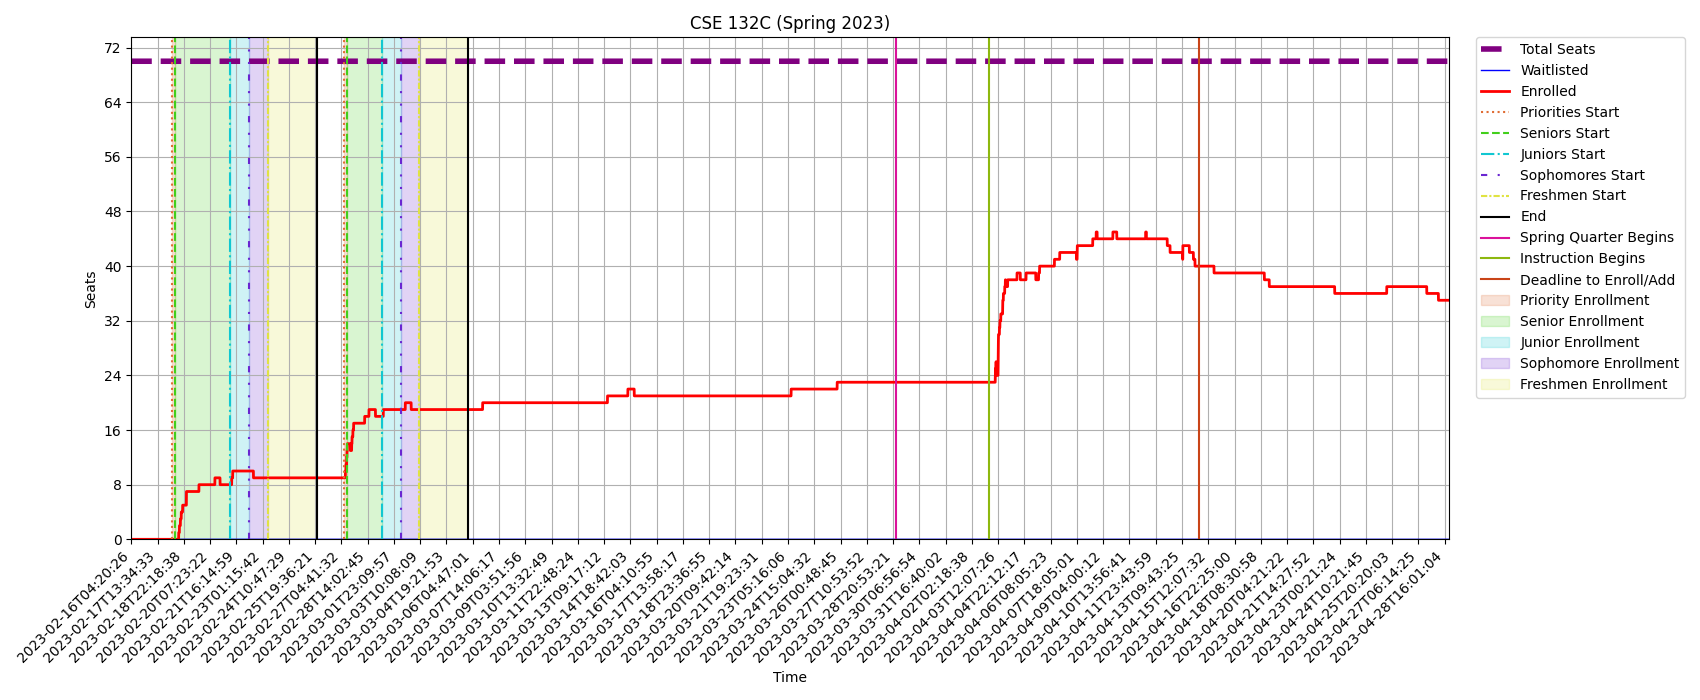 CSE 132C (Spring 2023)
Seats
72
64
56
48
40
32
24
16
8
0
2023-02-16T04:20:26
2023-02-17T13:34:33
2023-02-18T22:18:38
2023-02-20T07:23:22
2023-02-21T16:14:59
2023-02-23T01:15:42
2023-02-24T10:47:29
2023-02-25T19:36:21
2023-02-27T04:41:32
2023-02-28T14:02:45
2023-03-01T23:09:57
2023-03-03T10:08:09
2023-03-04T19:21:53
2023-03-06T04:47:01
2023-03-07T14:06:17
2023-03-09T03:51:56
2023-03-10T13:32:49
2023-03-11T22:48:24
2023-03-13T09:17:12
2023-03-14T18:42:03
2023-03-16T04:10:55
2023-03-17T13:58:17
2023-03-18T23:36:55
2023-03-20T09:42:14
2023-03-21T19:23:31
2023-03-23T05:16:06
2023-03-24T15:04:32
2023-03-26T00:48:45
2023-03-27T10:53:52
2023-03-28T20:53:21
2023-03-30T06:56:54
2023-03-31T16:40:02
2023-04-02T02:18:38
2023-04-03T12:07:26
2023-04-04T22:12:17
2023-04-06T08:05:23
2023-04-07T18:05:01
2023-04-09T04:00:12
2023-04-10T13:56:41
2023-04-11T23:43:59
2023-04-13T09:43:25
2023-04-15T12:07:32
2023-04-16T22:25:00
2023-04-18T08:30:58
2023-04-20T04:21:22
2023-04-21T14:27:52
2023-04-23T00:21:24
2023-04-24T10:21:45
2023-04-25T20:20:03
2023-04-27T06:14:25
2023-04-28T16:01:04
Time
Total Seats
Waitlisted
Enrolled
Priorities Start
Seniors Start
Juniors Start
Sophomores Start
Freshmen Start
End
Spring Quarter Begins
Instruction Begins
Deadline to Enroll/Add
Priority Enrollment
Senior Enrollment
Junior Enrollment
Sophomore Enrollment
Freshmen Enrollment